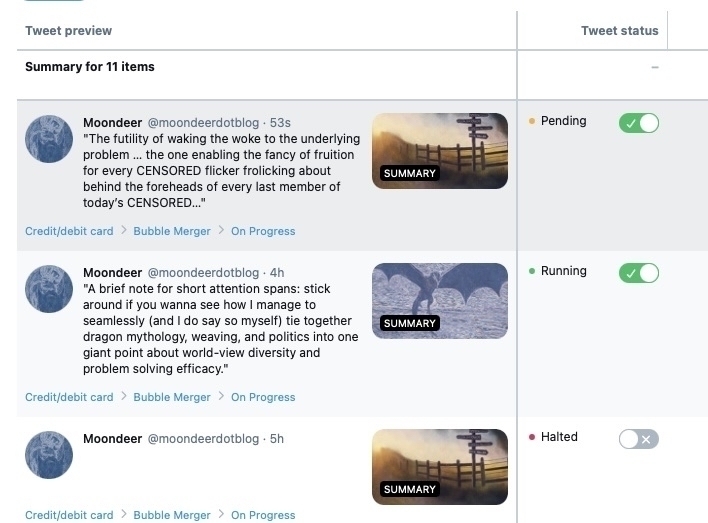 Tweet preview
Tweet status
Summary for 11 items
–
Moondeer @moondeerdotblog · 53s
"The futility of waking the woke to the underlying
problem ... the one enabling the fancy of fruition
for every CENSORED flicker frolicking about
behind the foreheads of every last member of
today's CENSORED..."
SUMMARY
Credit/debit card > Bubble Merger > On Progress
Pending
Moondeer @moondeerdotblog · 4h
"A brief note for short attention spans: stick
around if you wanna see how I manage to
seamlessly (and I do say so myself) tie together
dragon mythology, weaving, and politics into one
giant point about world-view diversity and
problem solving efficacy."
SUMMARY
Credit/debit card > Bubble Merger > On Progress
Running
Moondeer @moondeerdotblog · 5h
SUMMARY
Credit/debit card > Bubble Merger > On Progress
Halted